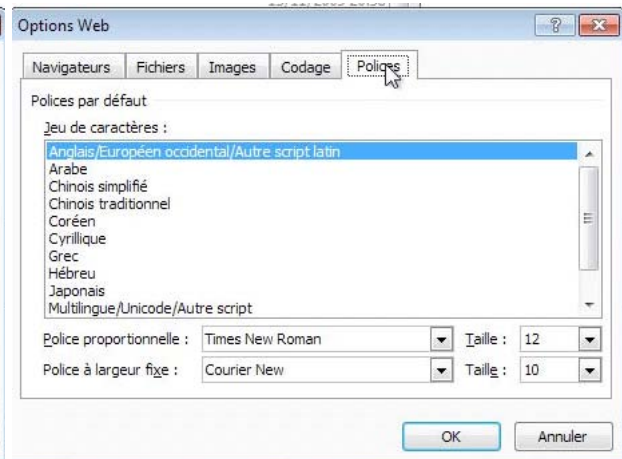 Options Web
Navigateurs Fichiers Images Codage Polices
Polices par défaut
Jeu de caractères :
Anglais/Européen occidental/Autre script latin
Arabe
Chinois simplifié
Chinois traditionnel
Coréen
Cyrillique
Grec
Hébreu
Japonais
Multilingue/Unicode/Autre script
Police proportionnelle : Times New Roman Taille : 12
Police à largeur fixe : Courier New Taille : 10
OK Annuler